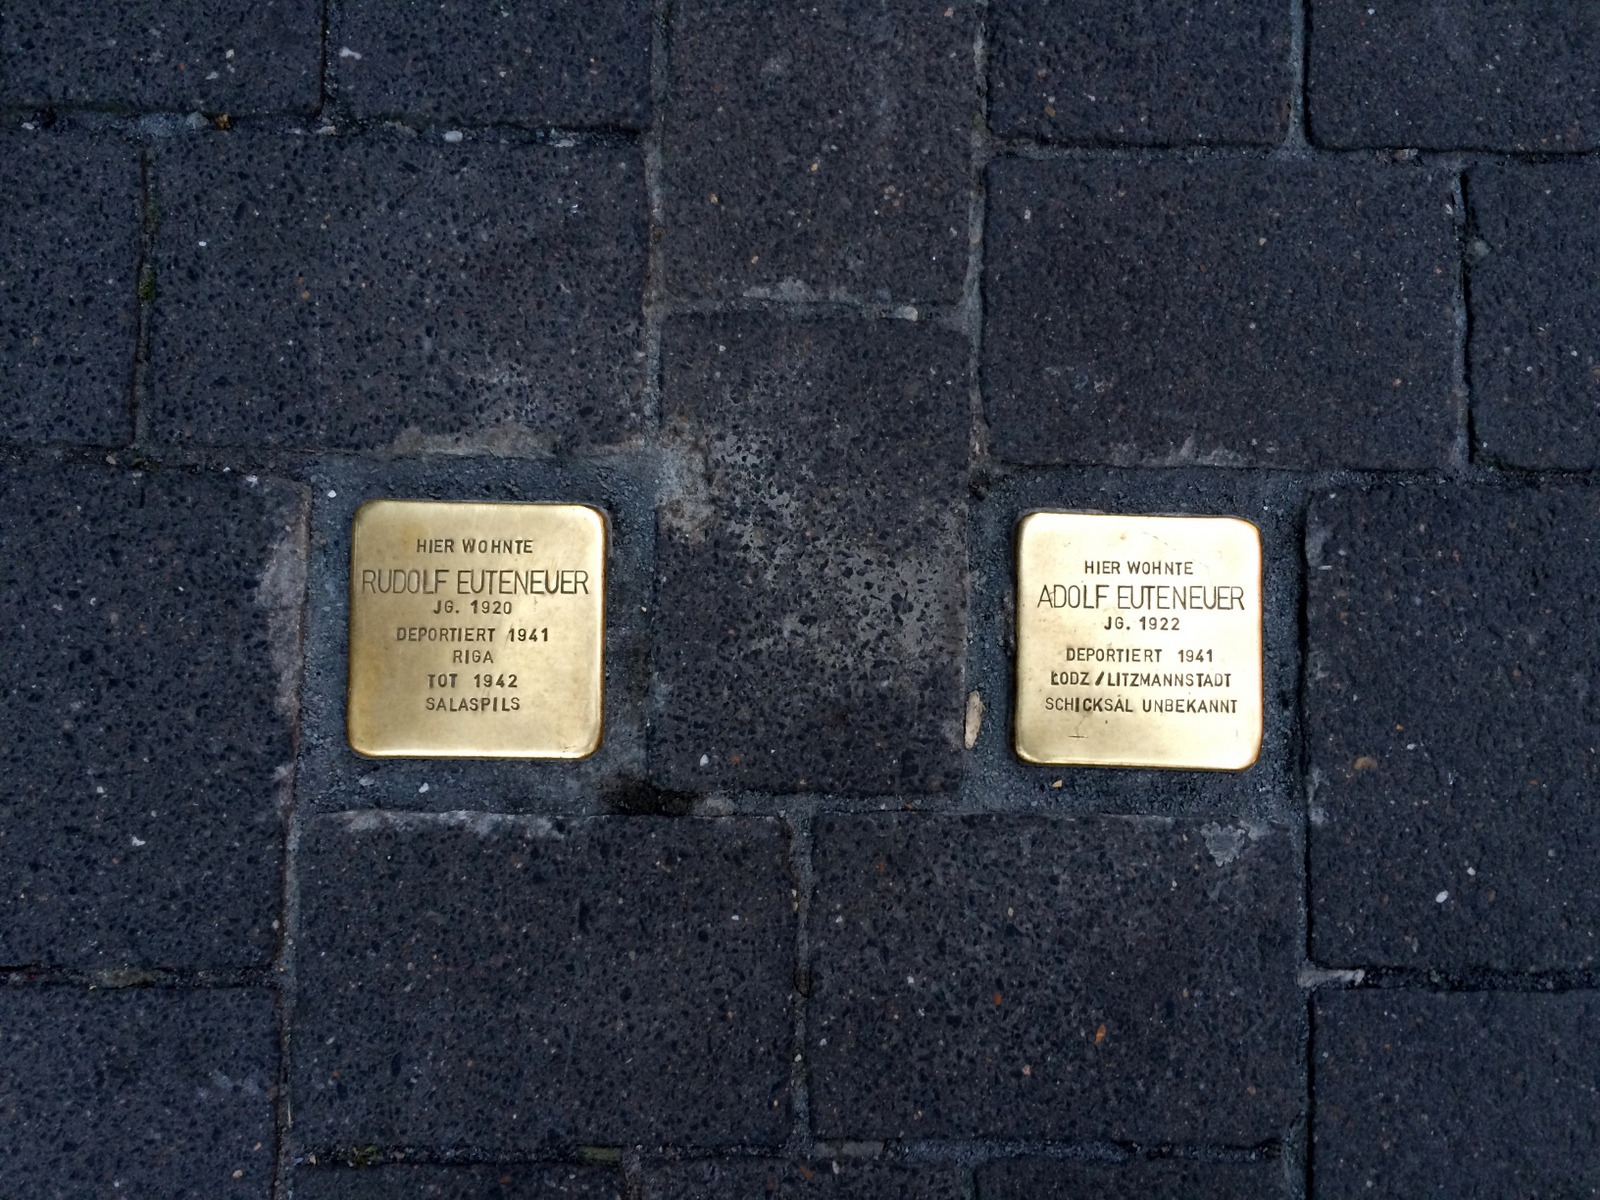 HIER WOHNTE
RUDOLF EUTENEUER
JG. 1920
DEPORTIERT 1941
RIGA
TOT 1942
SALASPILS
HIER WOHNTE
ADOLF EUTENEUER
JG. 1922
DEPORTIERT 1941
ŁODZ/LITZMANNSTADT
SCHICKSAL UNBEKANNT